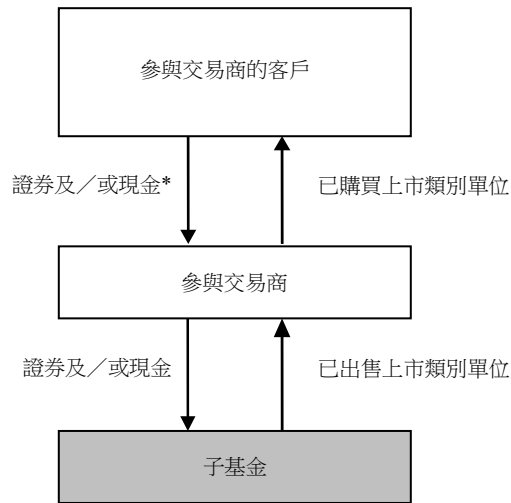 參與交易商的客戶
證券及／或現金*
已購買上市類別單位
參與交易商
證券及／或現金
已出售上市類別單位
子基金